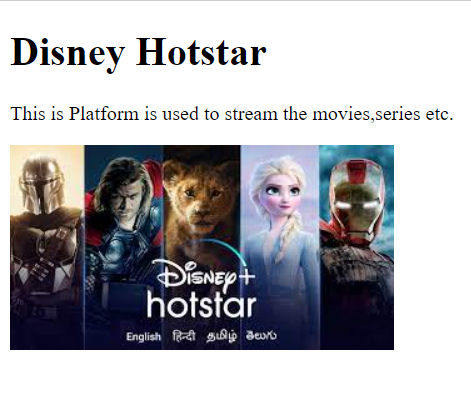 Disney Hotstar
This is Platform is used to stream the movies,series etc.
Disney+
hotstar
English हिन्दी தமிழ் తెలుగు